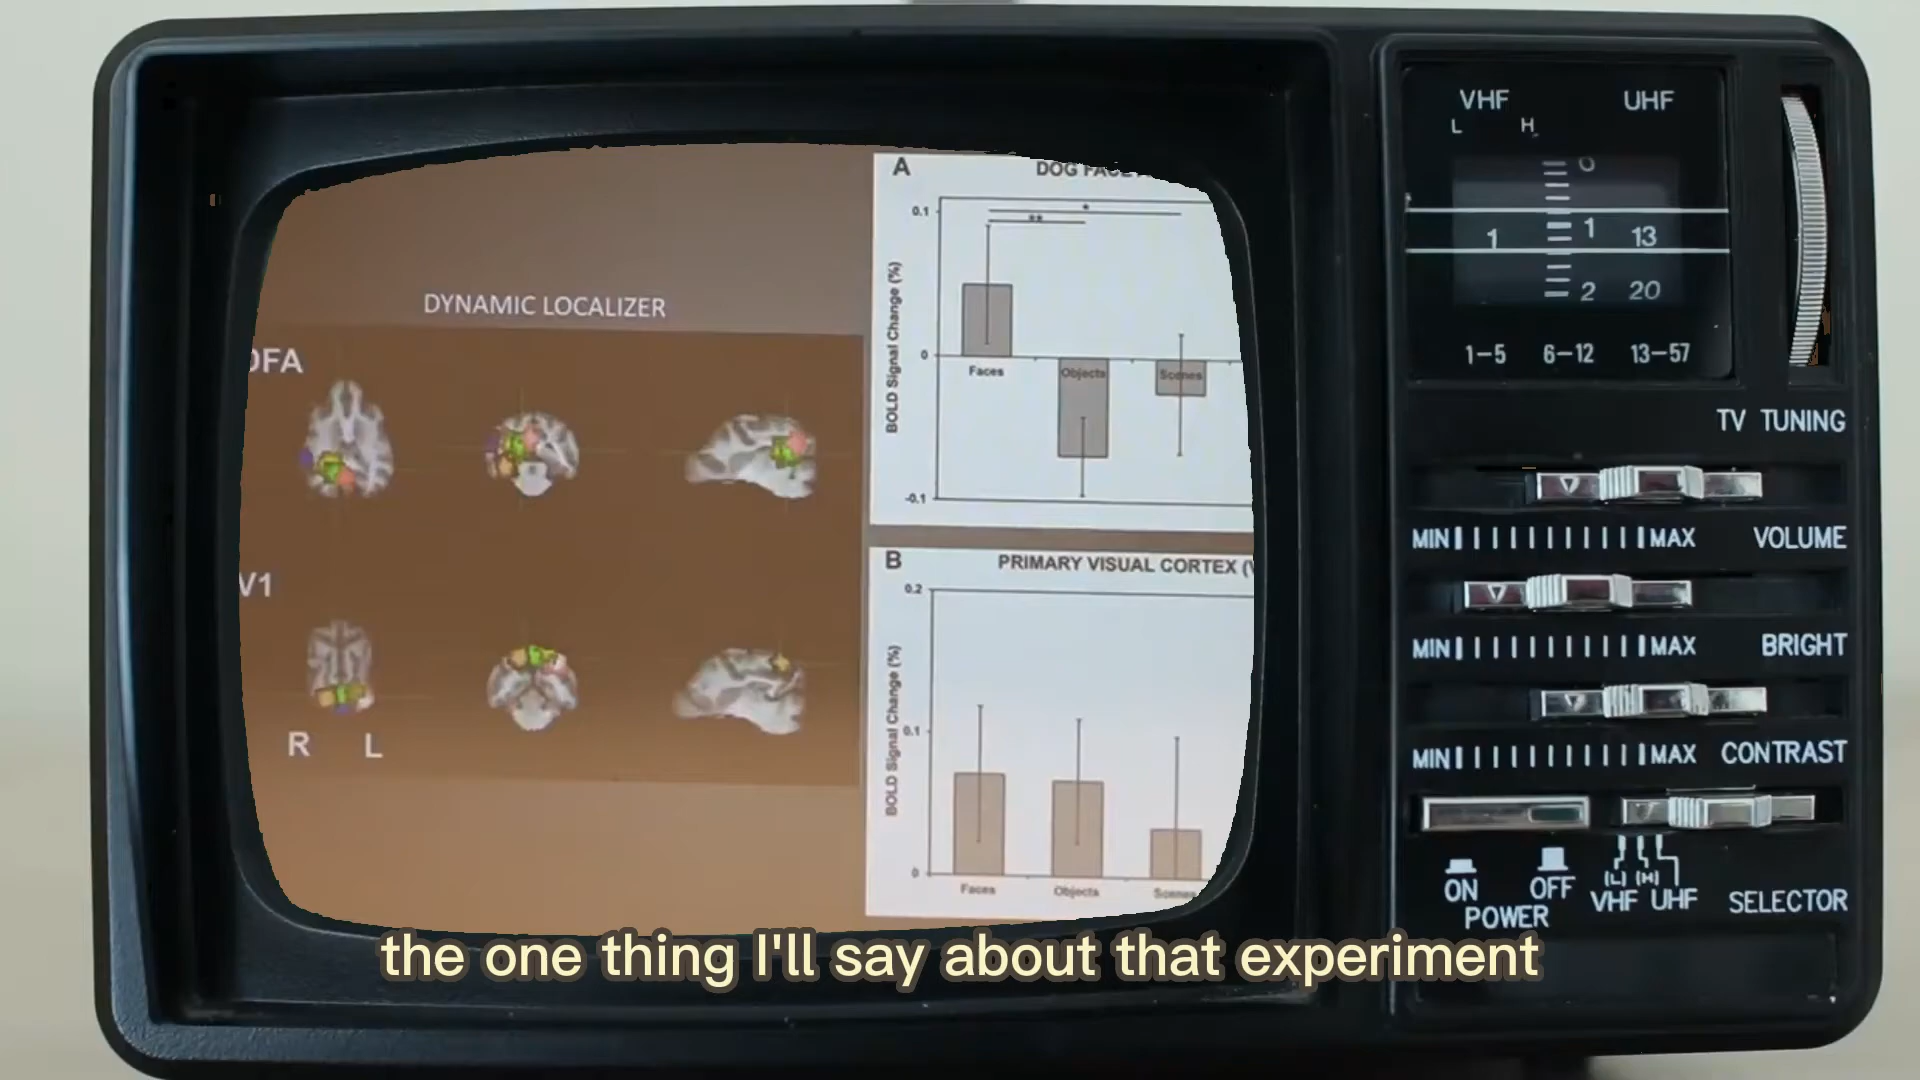 DYNAMIC LOCALIZER
DFA
V1
R L
A
DOG FACE
0.1
*
**
0
-0.1
BOLD Signal Change (%)
Faces
Objects
Scenes
B
PRIMARY VISUAL CORTEX (V
0.2
0.1
0
BOLD Signal Change (%)
Faces
Objects
Scenes
VHF UHF
L H
0
1 1 13
2 20
1-5 6-12 13-57
TV TUNING
MIN MAX VOLUME
MIN MAX BRIGHT
MIN MAX CONTRAST
ON OFF
POWER
(L) (H)
VHF UHF
SELECTOR
the one thing I'll say about that experiment